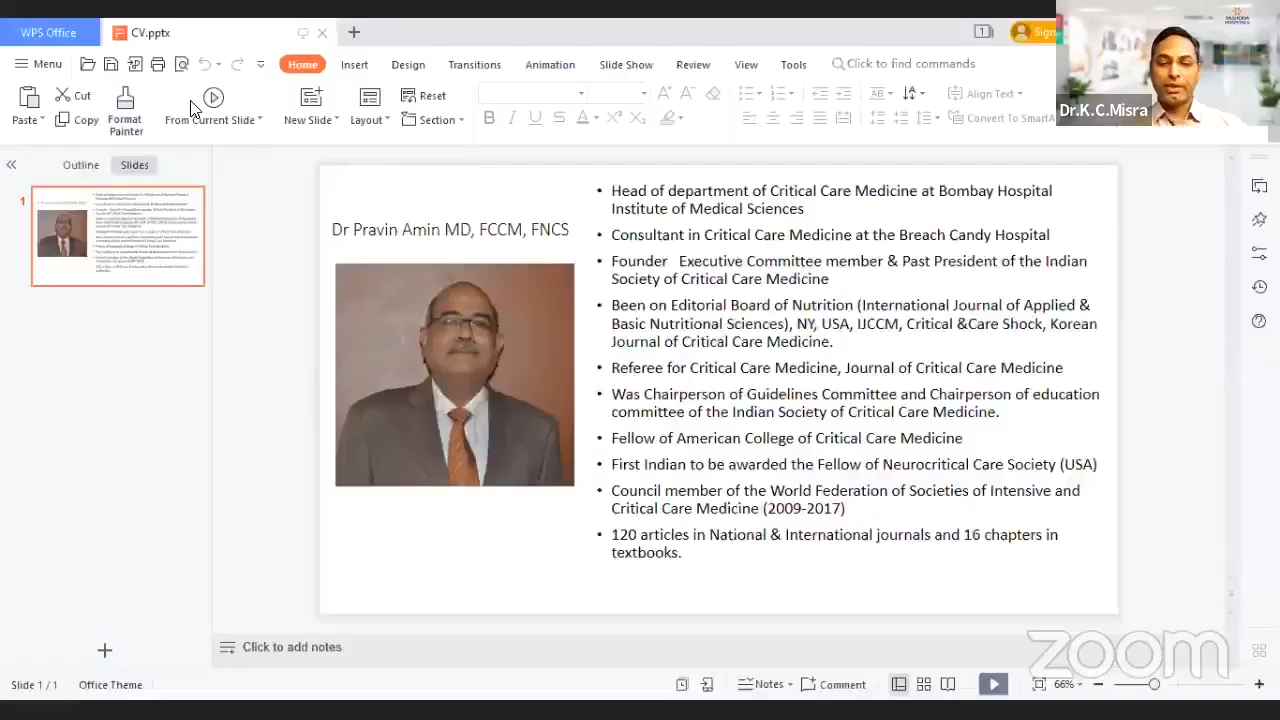 WPS Office
CV.pptx
Sign
YASHODA
HOSPITALS
Menu
Home
Insert
Design
Transitions
Animation
Slide Show
Review
View
Tools
Click to find commands
Dr.K.C.Misra
Paste
Cut
Copy
Format
Painter
From Current Slide
New Slide
Layout
Reset
Section
B I U S A
AB
Align Text
Convert To SmartA
Outline
Slides
1
Dr Pravin Amin MD, FCCM, FNCS
• Head of department of Critical Care Medicine at Bombay Hospital
Institute of Medical Sciences
• Consultant in Critical Care Medicine at the Breach Candy Hospital
• Founder Executive Committee member & Past President of the Indian
Society of Critical Care Medicine
• Been on Editorial Board of Nutrition (International Journal of Applied &
Basic Nutritional Sciences), NY, USA, IJCCM, Critical &Care Shock, Korean
Journal of Critical Care Medicine.
• Referee for Critical Care Medicine, Journal of Critical Care Medicine
• Was Chairperson of Guidelines Committee and Chairperson of education
committee of the Indian Society of Critical Care Medicine.
• Fellow of American College of Critical Care Medicine
• First Indian to be awarded the Fellow of Neurocritical Care Society (USA)
• Council member of the World Federation of Societies of Intensive and
Critical Care Medicine (2009-2017)
• 120 articles in National & International journals and 16 chapters in
textbooks.
Click to add notes
zoom
Slide 1 / 1
Office Theme
Notes
Comment
66%